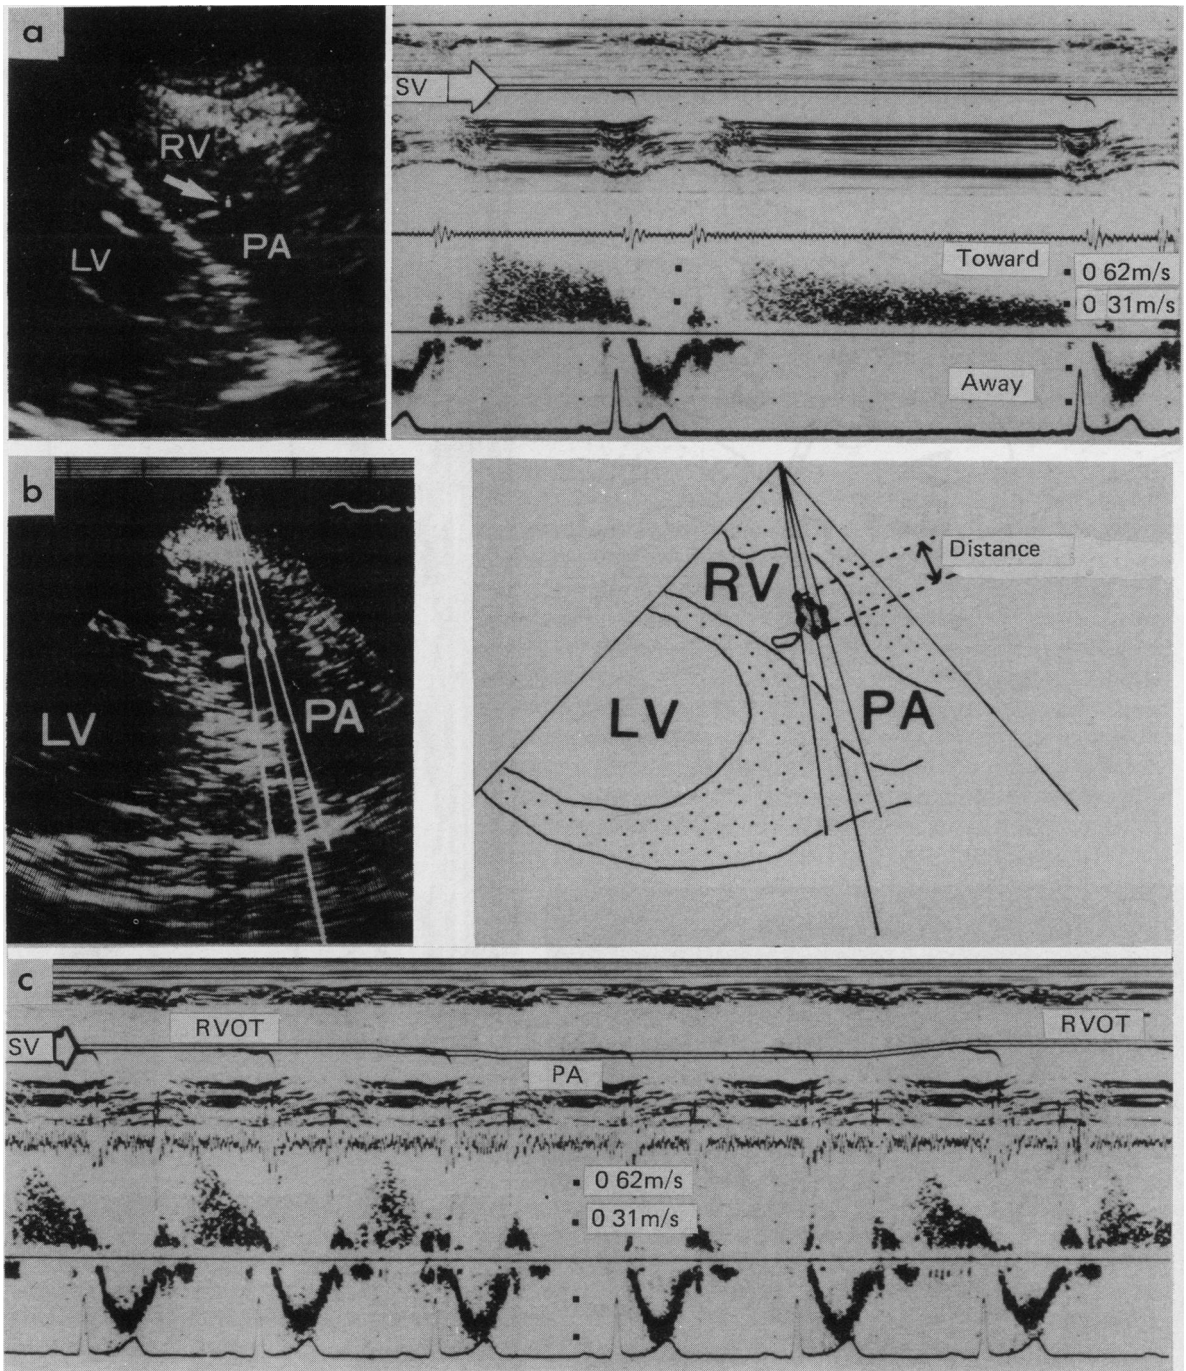 a
RV
LV
PA
SV
Toward
0 62m/s
0 31m/s
Away
b
LV
PA
RV
LV
PA
Distance
c
RVOT
RVOT
SV
PA
0 62m/s
0 31m/s